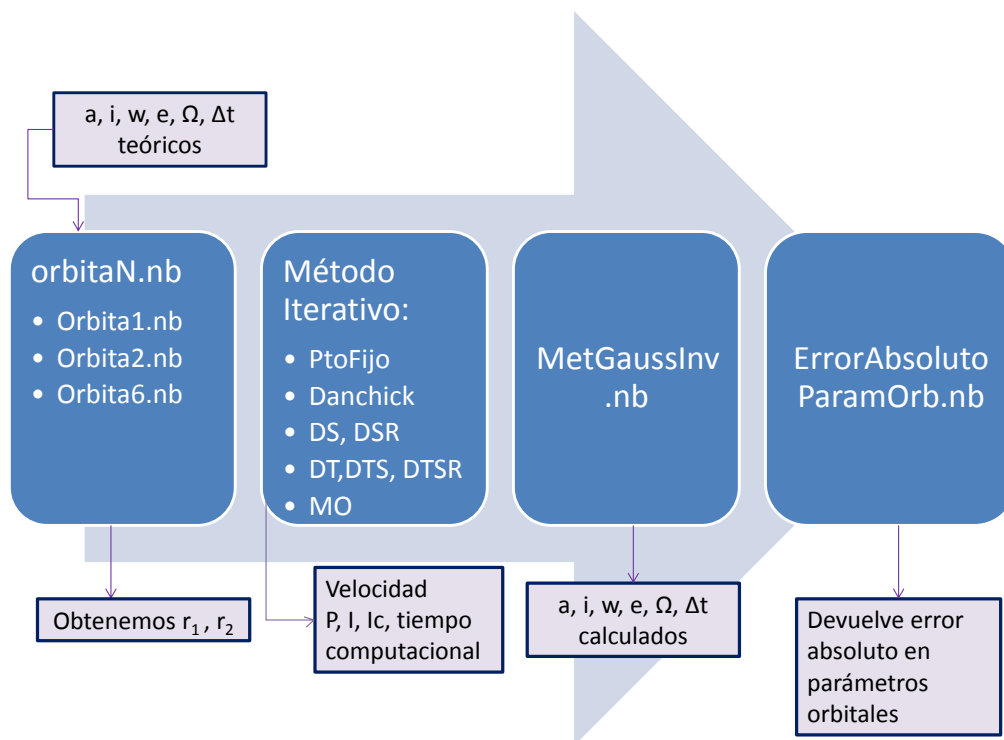 a, i, w, e, Ω, Δt
teóricos
orbitaN.nb
• Orbita1.nb
• Orbita2.nb
• Orbita6.nb
Método
Iterativo:
• PtoFijo
• Danchick
• DS, DSR
• DT,DTS, DTSR
• MO
MetGaussInv
.nb
ErrorAbsoluto
ParamOrb.nb
Obtenemos r₁ , r₂
Velocidad
P, I, Ic, tiempo
computacional
a, i, w, e, Ω, Δt
calculados
Devuelve error
absoluto en
parámetros
orbitales